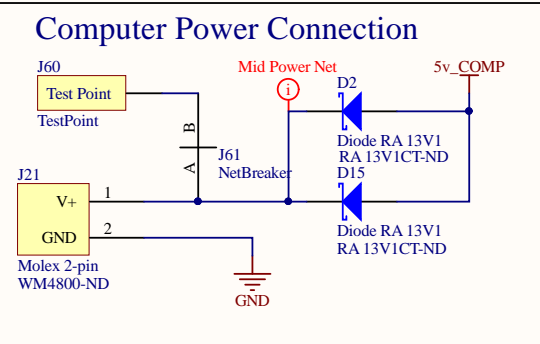 Computer Power Connection
J60
Test Point
TestPoint
Mid Power Net
i
D2
5v_COMP
Diode RA 13V1
RA 13V1CT-ND
B
A
J61
NetBreaker
D15
Diode RA 13V1
RA 13V1CT-ND
J21
V+
1
GND
2
Molex 2-pin
WM4800-ND
GND